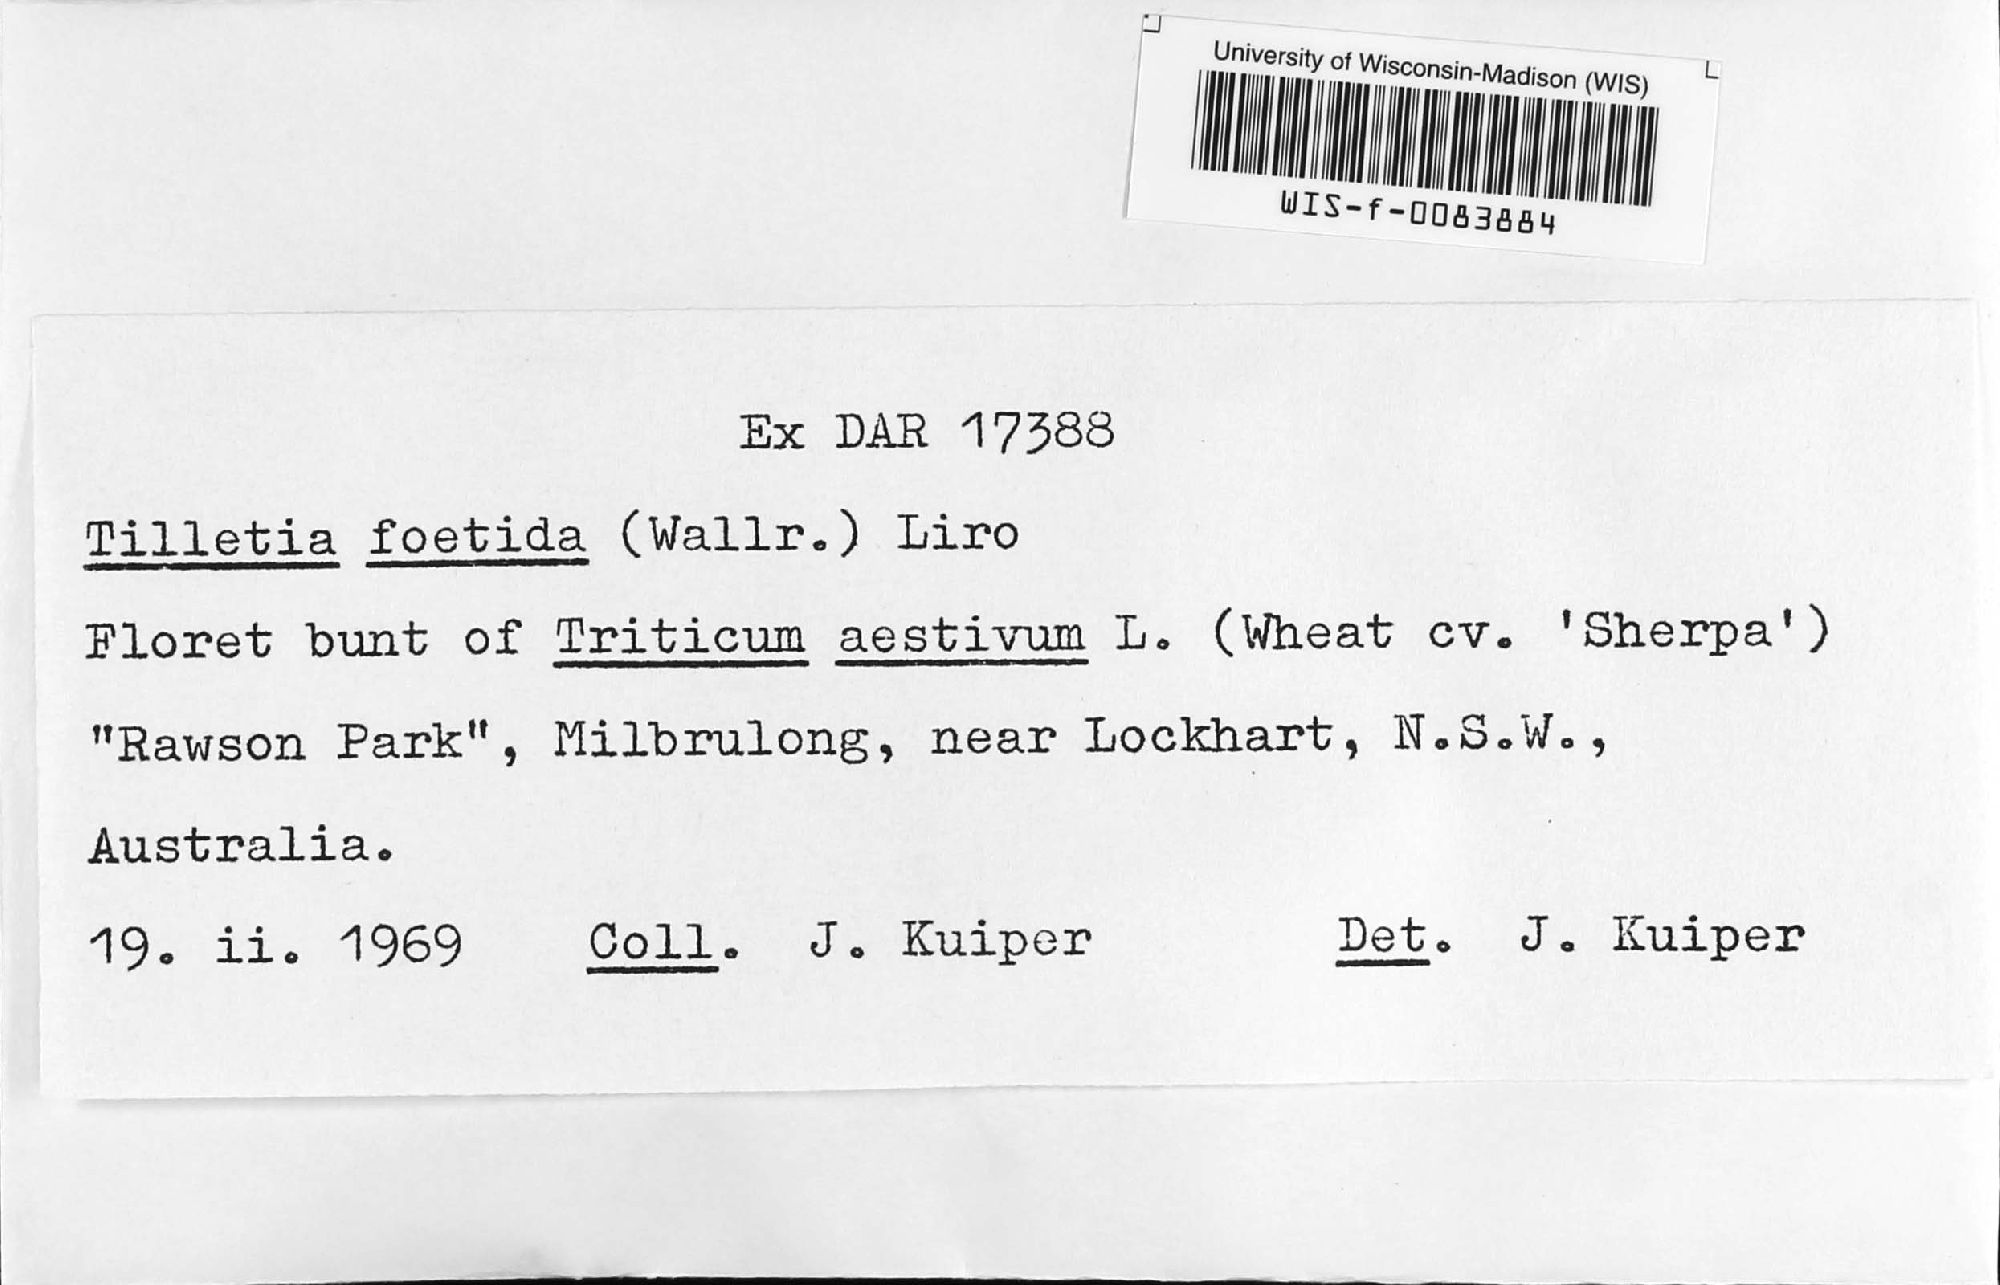 University of Wisconsin-Madison (WIS)
WIS-f-0083884
Ex DAR 17388
Tilletia foetida (Wallr.) Liro
Floret bunt of Triticum aestivum L. (Wheat cv. 'Sherpa')
"Rawson Park", Milbrulong, near Lockhart, N.S.W.,
Australia.
19. ii. 1969 Coll. J. Kuiper Det. J. Kuiper